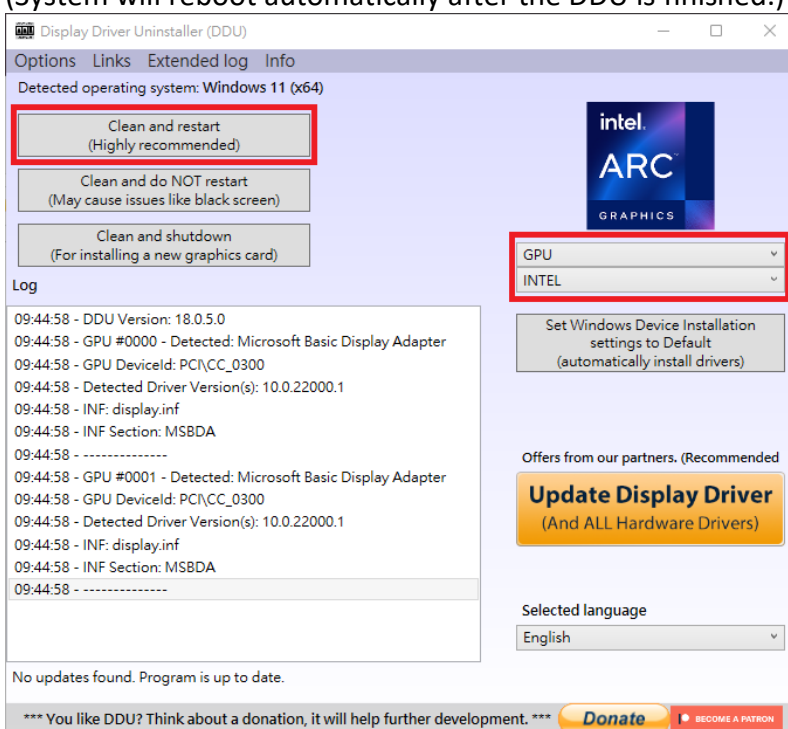 (System will reboot automatically after the DDU is finished.)
Display Driver Uninstaller (DDU)
Options Links Extended log Info
Detected operating system: Windows 11 (x64)
Clean and restart
(Highly recommended)
Clean and do NOT restart
(May cause issues like black screen)
Clean and shutdown
(For installing a new graphics card)
intel.
ARC
GRAPHICS
GPU
INTEL
Log
09:44:58 - DDU Version: 18.0.5.0
09:44:58 - GPU #0000 - Detected: Microsoft Basic Display Adapter
09:44:58 - GPU DeviceId: PCI\CC_0300
09:44:58 - Detected Driver Version(s): 10.0.22000.1
09:44:58 - INF: display.inf
09:44:58 - INF Section: MSBDA
09:44:58 - --------------
09:44:58 - GPU #0001 - Detected: Microsoft Basic Display Adapter
09:44:58 - GPU DeviceId: PCI\CC_0300
09:44:58 - Detected Driver Version(s): 10.0.22000.1
09:44:58 - INF: display.inf
09:44:58 - INF Section: MSBDA
09:44:58 - --------------
Set Windows Device Installation
settings to Default
(automatically install drivers)
Offers from our partners. (Recommended
Update Display Driver
(And ALL Hardware Drivers)
Selected language
English
No updates found. Program is up to date.
*** You like DDU? Think about a donation, it will help further development. ***
Donate
BECOME A PATRON